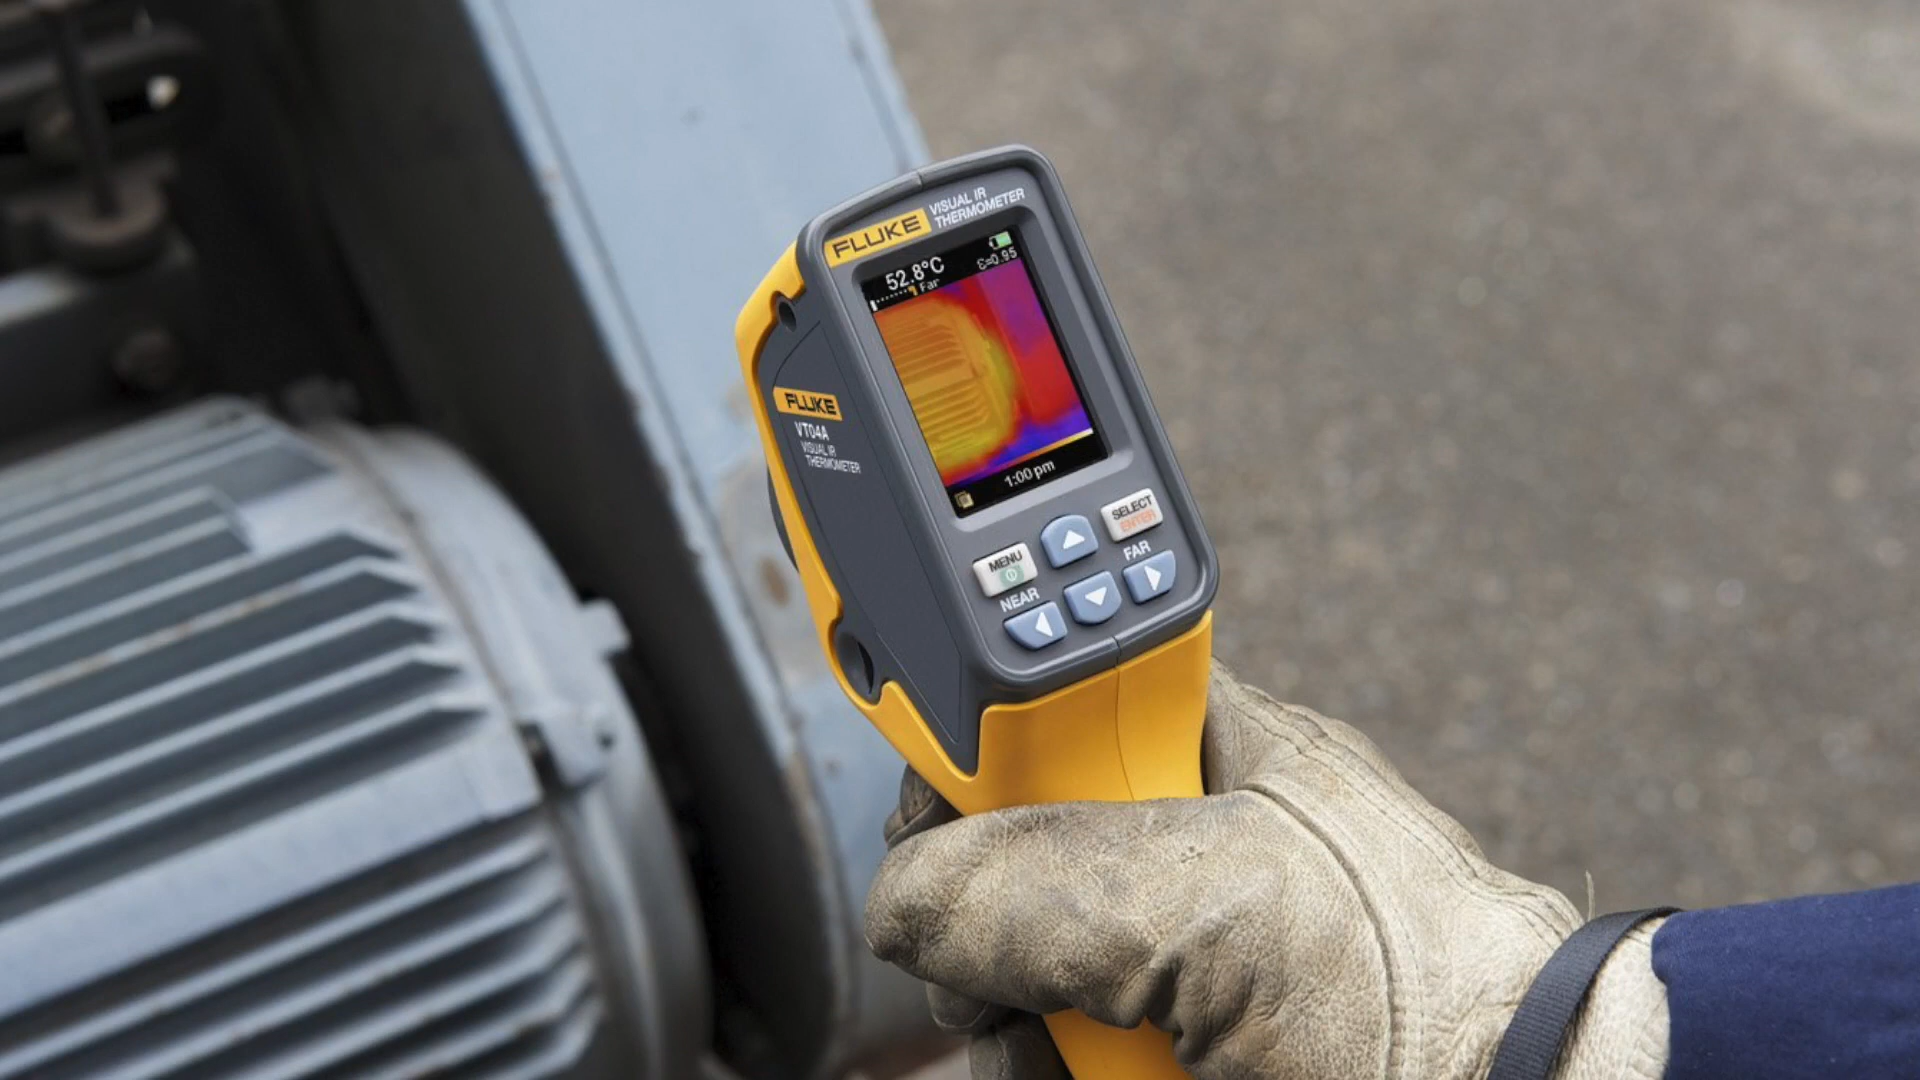 FLUKE
VISUAL IR
THERMOMETER
52.8°C
ε=0.95
Far
1:00 pm
FLUKE
VT04A
VISUAL IR
THERMOMETER
SELECT
ENTER
MENU
FAR
NEAR